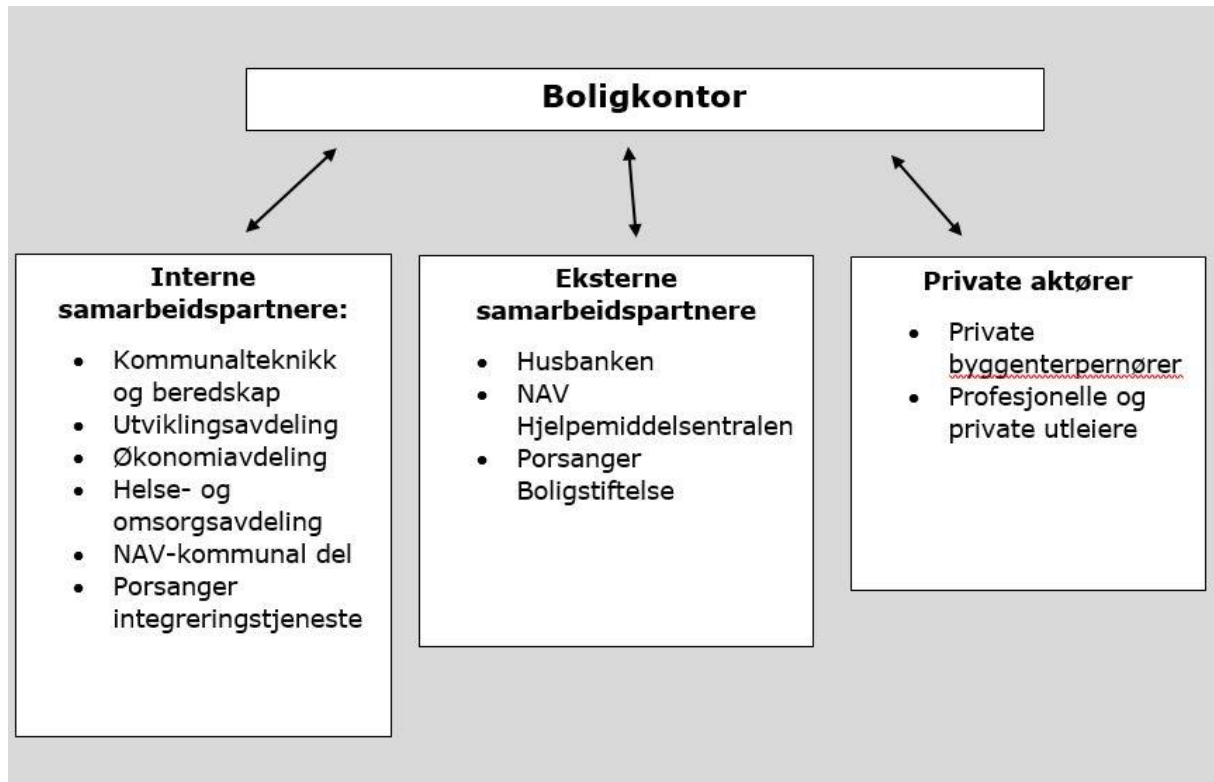 Boligkontor
Interne
samarbeidspartnere:
• Kommunalteknikk
og beredskap
• Utviklingsavdeling
• Økonomiavdeling
• Helse- og
omsorgsavdeling
• NAV-kommunal del
• Porsanger
integreringstjeneste
Eksterne
samarbeidspartnere
• Husbanken
• NAV
Hjelpemiddelsentralen
• Porsanger
Boligstiftelse
Private aktører
• Private
byggenterpernører
• Profesjonelle og
private utleiere